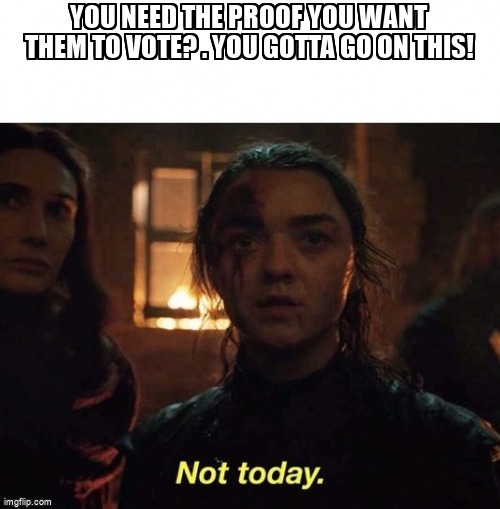 YOU NEED THE PROOF YOU WANT
THEM TO VOTE? . YOU GOTTA GO ON THIS!
Not today.
imgflip.com